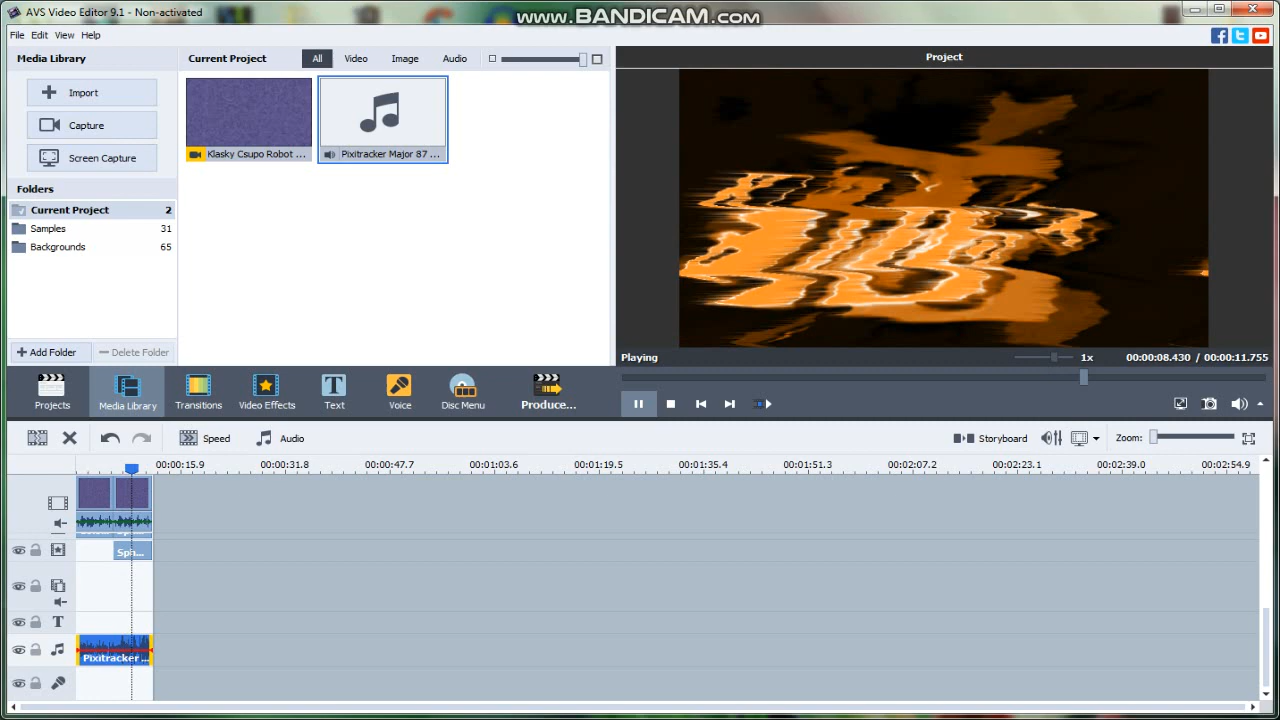 AVS Video Editor 9.1 - Non-activated
www.BANDICAM.com
File Edit View Help
Media Library
Current Project
All Video Image Audio
Project
Import
Capture
Screen Capture
Klasky Csupo Robot ...
Pixitracker Major 87 ...
Folders
Current Project 2
Samples 31
Backgrounds 65
Add Folder
Delete Folder
Playing
1x
00:00:08.430 / 00:00:11.755
Projects
Media Library
Transitions
Video Effects
Text
Voice
Disc Menu
Produce...
Speed
Audio
Storyboard
Zoom:
00:00:15.9 00:00:31.8 00:00:47.7 00:01:03.6 00:01:19.5 00:01:35.4 00:01:51.3 00:02:07.2 00:02:23.1 00:02:39.0 00:02:54.9
Spa...
T
Pixitracker ...